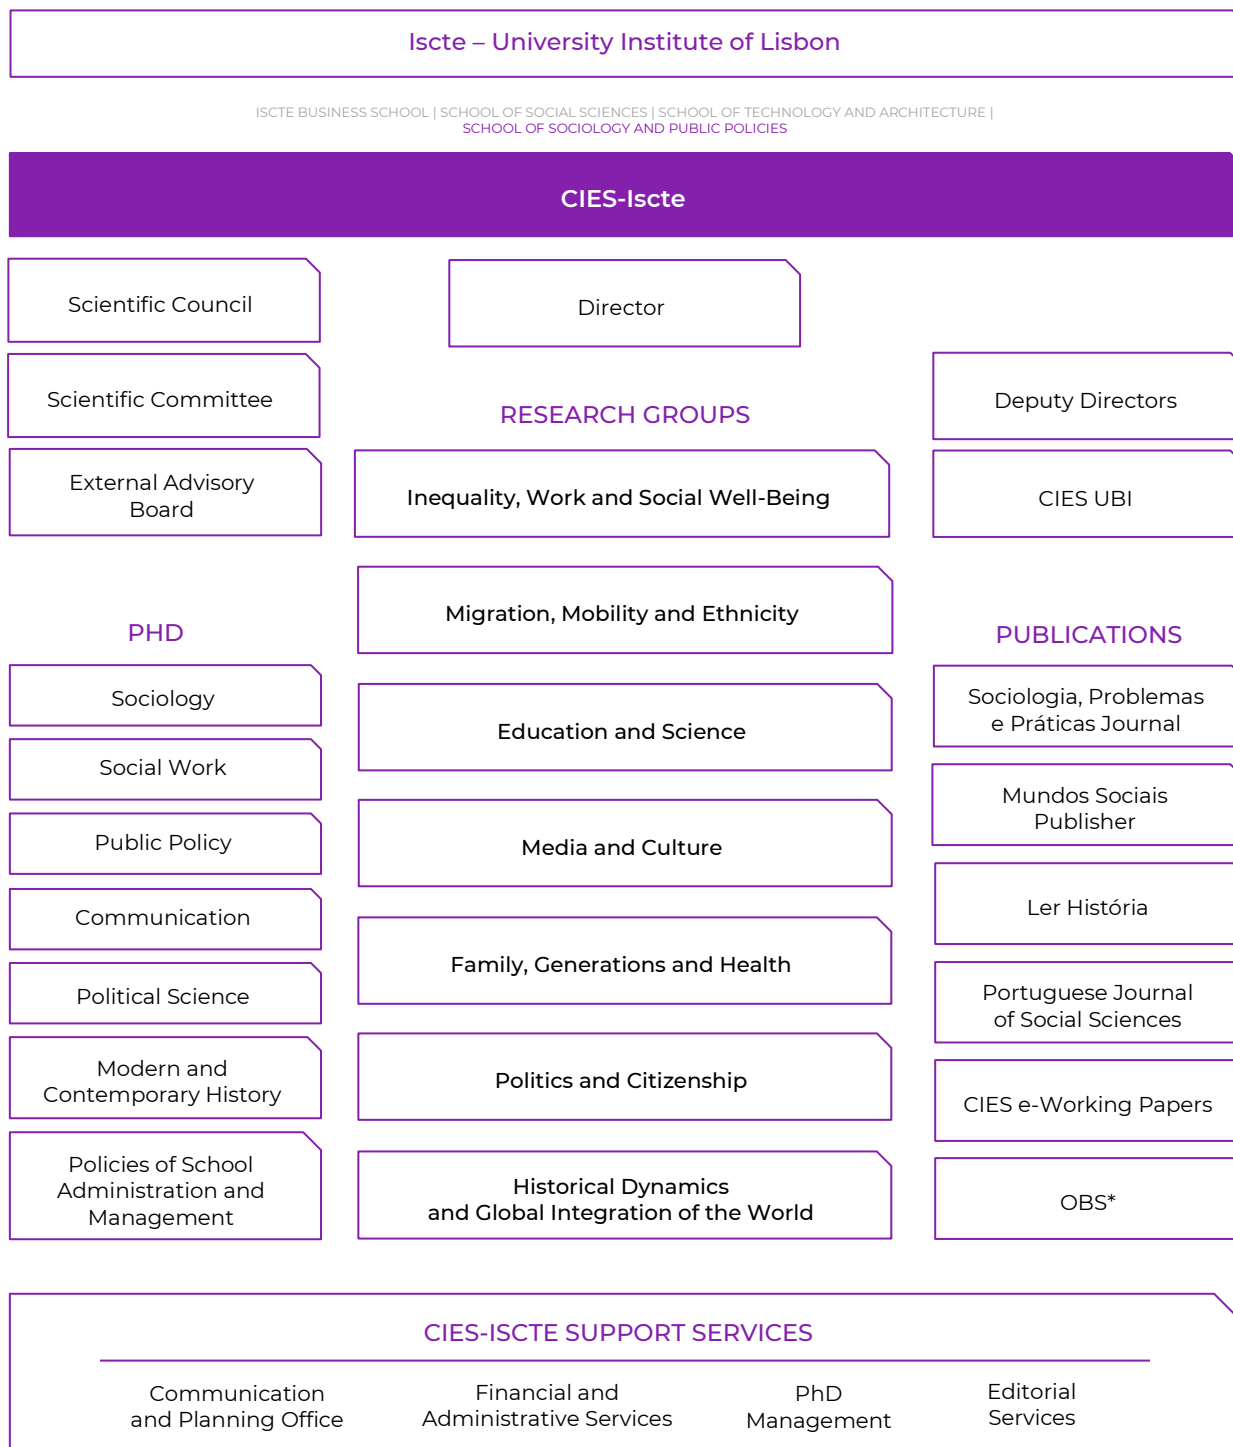 Iscte – University Institute of Lisbon
ISCTE BUSINESS SCHOOL | SCHOOL OF SOCIAL SCIENCES | SCHOOL OF TECHNOLOGY AND ARCHITECTURE |
SCHOOL OF SOCIOLOGY AND PUBLIC POLICIES
CIES-Iscte
Scientific Council
Scientific Committee
External Advisory
Board
Director
Deputy Directors
CIES UBI
RESEARCH GROUPS
Inequality, Work and Social Well-Being
Migration, Mobility and Ethnicity
Education and Science
Media and Culture
Family, Generations and Health
Politics and Citizenship
Historical Dynamics
and Global Integration of the World
PHD
Sociology
Social Work
Public Policy
Communication
Political Science
Modern and
Contemporary History
Policies of School
Administration and
Management
PUBLICATIONS
Sociologia, Problemas
e Práticas Journal
Mundos Sociais
Publisher
Ler História
Portuguese Journal
of Social Sciences
CIES e-Working Papers
OBS*
CIES-ISCTE SUPPORT SERVICES
Communication
and Planning Office
Financial and
Administrative Services
PhD
Management
Editorial
Services